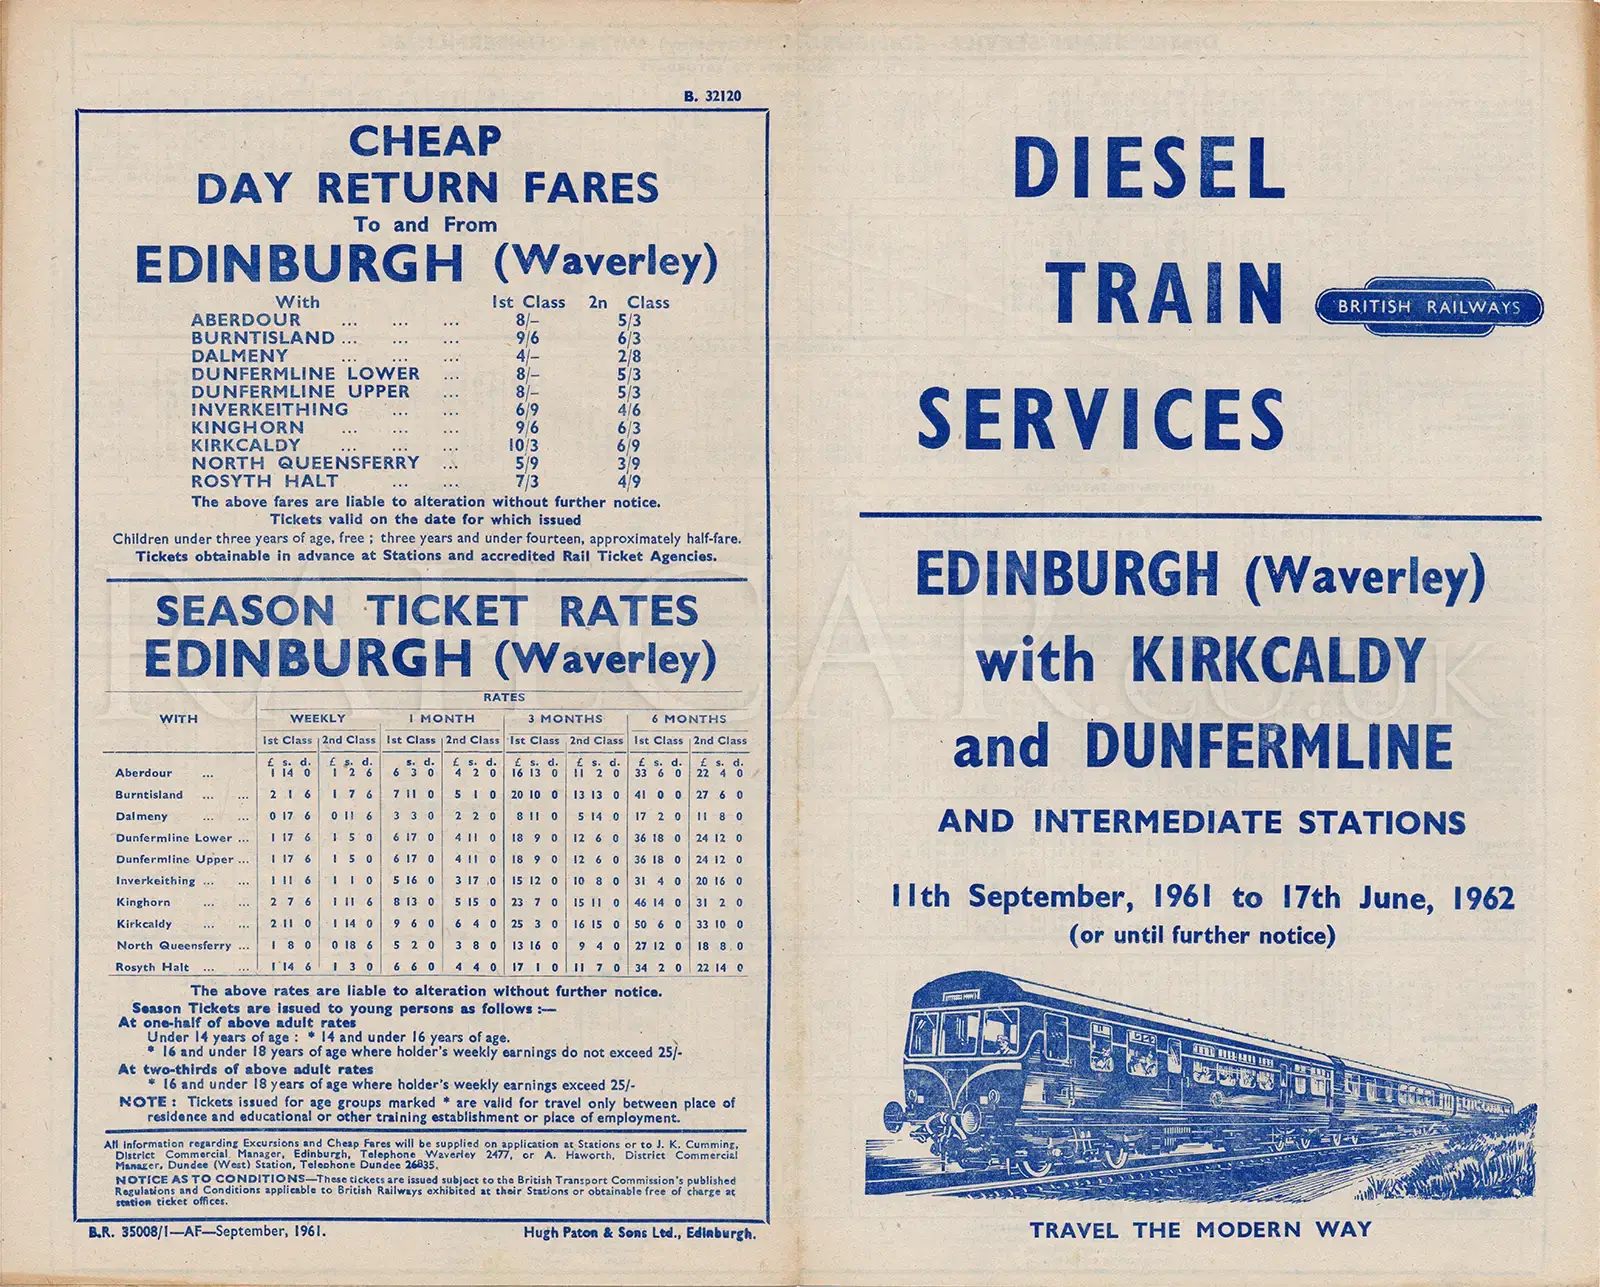 B. 32120
CHEAP
DAY RETURN FARES
To and From
EDINBURGH (Waverley)
With 1st Class 2n Class
ABERDOUR ... ... ... 8/- 5/3
BURNTISLAND ... ... ... 9/6 6/3
DALMENY ... ... ... 4/- 2/8
DUNFERMLINE LOWER ... 8/- 5/3
DUNFERMLINE UPPER ... 8/- 5/3
INVERKEITHING ... ... 6/9 4/6
KINGHORN ... ... ... 9/6 6/3
KIRKCALDY ... ... ... 10/3 6/9
NORTH QUEENSFERRY ... 5/9 3/9
ROSYTH HALT ... ... 7/3 4/9
The above fares are liable to alteration without further notice.
Tickets valid on the date for which issued
Children under three years of age, free ; three years and under fourteen, approximately half-fare.
Tickets obtainable in advance at Stations and accredited Rail Ticket Agencies.
SEASON TICKET RATES
EDINBURGH (Waverley)
RATES
WITH WEEKLY 1 MONTH 3 MONTHS 6 MONTHS
1st Class 2nd Class 1st Class 2nd Class 1st Class 2nd Class 1st Class 2nd Class
£ s. d. £ s. d. s. d. £ s. d. £ s. d. £ s. d. £ s. d. £ s. d.
Aberdour ... 1 14 0 1 2 6 6 3 0 4 2 0 16 13 0 11 2 0 33 6 0 22 4 0
Burntisland ... ... 2 1 6 1 7 6 7 11 0 5 1 0 20 10 0 13 13 0 41 0 0 27 6 0
Dalmeny ... ... 0 17 6 0 11 6 3 3 0 2 2 0 8 11 0 5 14 0 17 2 0 11 8 0
Dunfermline Lower ... 1 17 6 1 5 0 6 17 0 4 11 0 18 9 0 12 6 0 36 18 0 24 12 0
Dunfermline Upper ... 1 17 6 1 5 0 6 17 0 4 11 0 18 9 0 12 6 0 36 18 0 24 12 0
Inverkeithing ... ... 1 11 6 1 1 0 5 16 0 3 17 0 15 12 0 10 8 0 31 4 0 20 16 0
Kinghorn ... ... 2 7 6 1 11 6 8 13 0 5 15 0 23 7 0 15 11 0 46 14 0 31 2 0
Kirkcaldy ... ... 2 11 0 1 14 0 9 6 0 6 4 0 25 3 0 16 15 0 50 6 0 33 10 0
North Queensferry ... 1 8 0 0 18 6 5 2 0 3 8 0 13 16 0 9 4 0 27 12 0 18 8 0
Rosyth Halt ... ... 1 14 6 1 3 0 6 6 0 4 4 0 17 1 0 11 7 0 34 2 0 22 14 0
The above rates are liable to alteration without further notice.
Season Tickets are issued to young persons as follows :—
At one-half of above adult rates
Under 14 years of age : * 14 and under 16 years of age.
* 16 and under 18 years of age where holder's weekly earnings do not exceed 25/-
At two-thirds of above adult rates
* 16 and under 18 years of age where holder's weekly earnings exceed 25/-
NOTE : Tickets issued for age groups marked * are valid for travel only between place of
residence and educational or other training establishment or place of employment.
All information regarding Excursions and Cheap Fares will be supplied on application at Stations or to J. K. Cumming,
District Commercial Manager, Edinburgh, Telephone Waverley 2477, or A. Haworth, District Commercial
Manager, Dundee (West) Station, Telephone Dundee 26835.
NOTICE AS TO CONDITIONS—These tickets are issued subject to the British Transport Commission's published
Regulations and Conditions applicable to British Railways exhibited at their Stations or obtainable free of charge at
station ticket offices.
B.R. 35008/1—AF—September, 1961.
Hugh Paton & Sons Ltd., Edinburgh.
DIESEL
TRAIN
SERVICES
BRITISH RAILWAYS
EDINBURGH (Waverley)
with KIRKCALDY
and DUNFERMLINE
AND INTERMEDIATE STATIONS
11th September, 1961 to 17th June, 1962
(or until further notice)
TRAVEL THE MODERN WAY
RAILCAR.co.uk